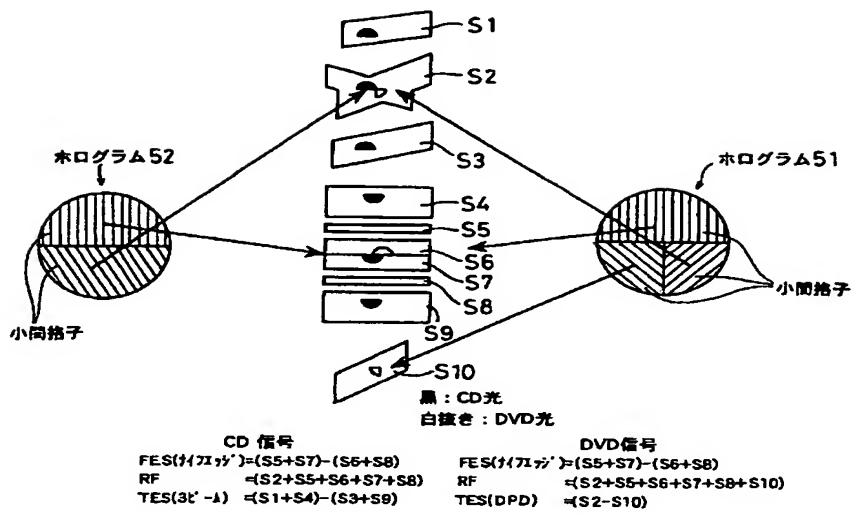 S1
S2
S3
ホログラム52
ホログラム51
S4
S5
S6
S7
S8
S9
小間挌子
小間挌子
S10
黒：CD光
白抜き：DVD光
CD 信号
FES(ﾅｲﾌｴｯｼﾞ)=(S5+S7)-(S6+S8)
RF =(S2+S5+S6+S7+S8)
TES(3ﾋﾞｰﾑ) =(S1+S4)-(S3+S9)
DVD信号
FES(ﾅｲﾌｴｯｼﾞ)=(S5+S7)-(S6+S8)
RF =(S2+S5+S6+S7+S8+S10)
TES(DPD) =(S2-S10)